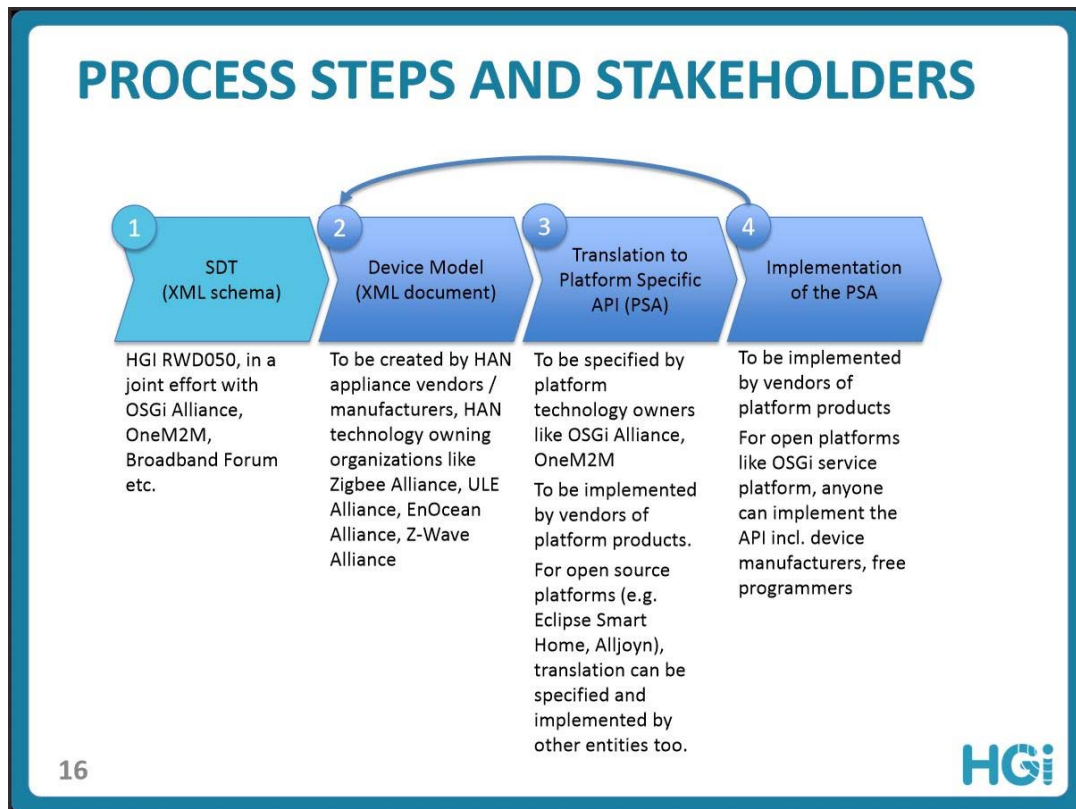 PROCESS STEPS AND STAKEHOLDERS
1
SDT
(XML schema)
HGI RWD050, in a
joint effort with
OSGi Alliance,
OneM2M,
Broadband Forum
etc.
2
Device Model
(XML document)
To be created by HAN
appliance vendors /
manufacturers, HAN
technology owning
organizations like
Zigbee Alliance, ULE
Alliance, EnOcean
Alliance, Z-Wave
Alliance
3
Translation to
Platform Specific
API (PSA)
To be specified by
platform
technology owners
like OSGi Alliance,
OneM2M
To be implemented
by vendors of
platform products.
For open source
platforms (e.g.
Eclipse Smart
Home, Alljoyn),
translation can be
specified and
implemented by
other entities too.
4
Implementation
of the PSA
To be implemented
by vendors of
platform products
For open platforms
like OSGi service
platform, anyone
can implement the
API incl. device
manufacturers, free
programmers
16
HGi